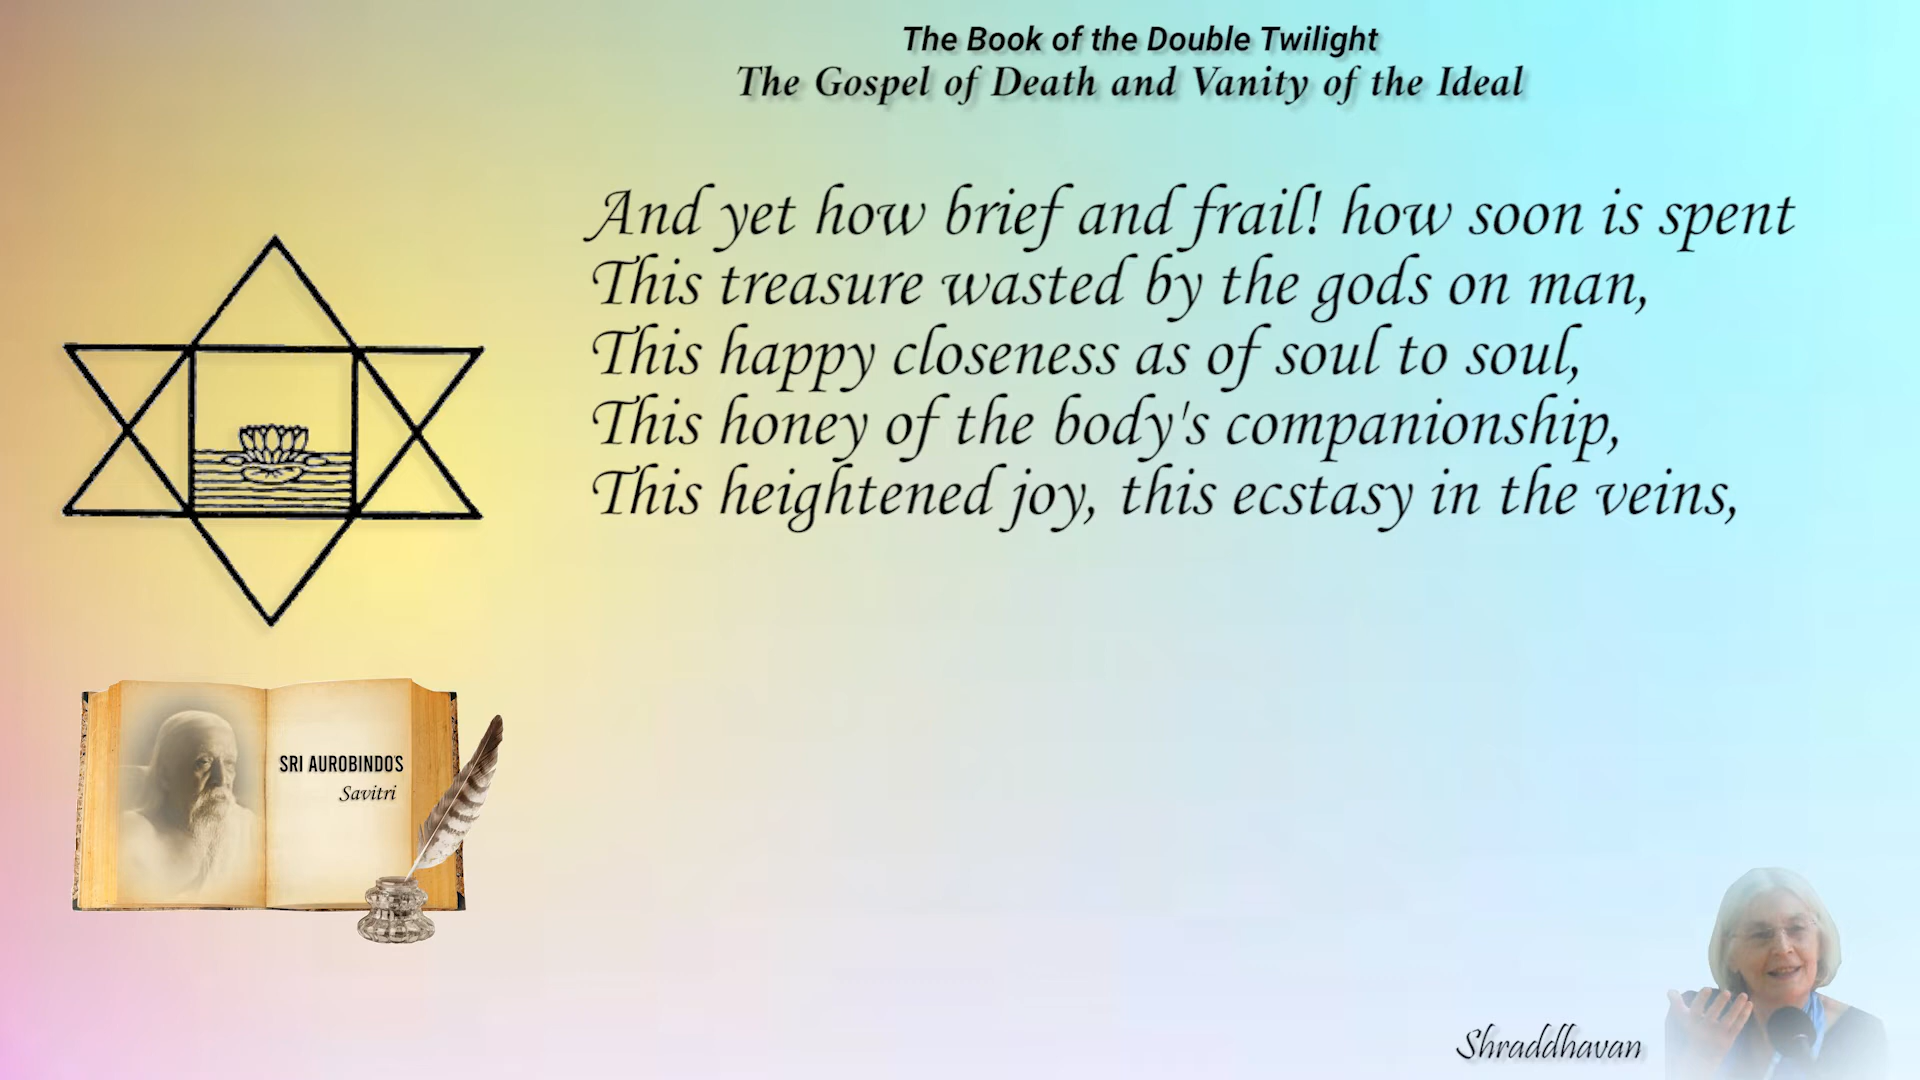 The Book of the Double Twilight
The Gospel of Death and Vanity of the Ideal
And yet how brief and frail! how soon is spent
This treasure wasted by the gods on man,
This happy closeness as of soul to soul,
This honey of the body's companionship,
This heightened joy, this ecstasy in the veins,
SRI AUROBINDO'S
Savitri
Shraddhavan